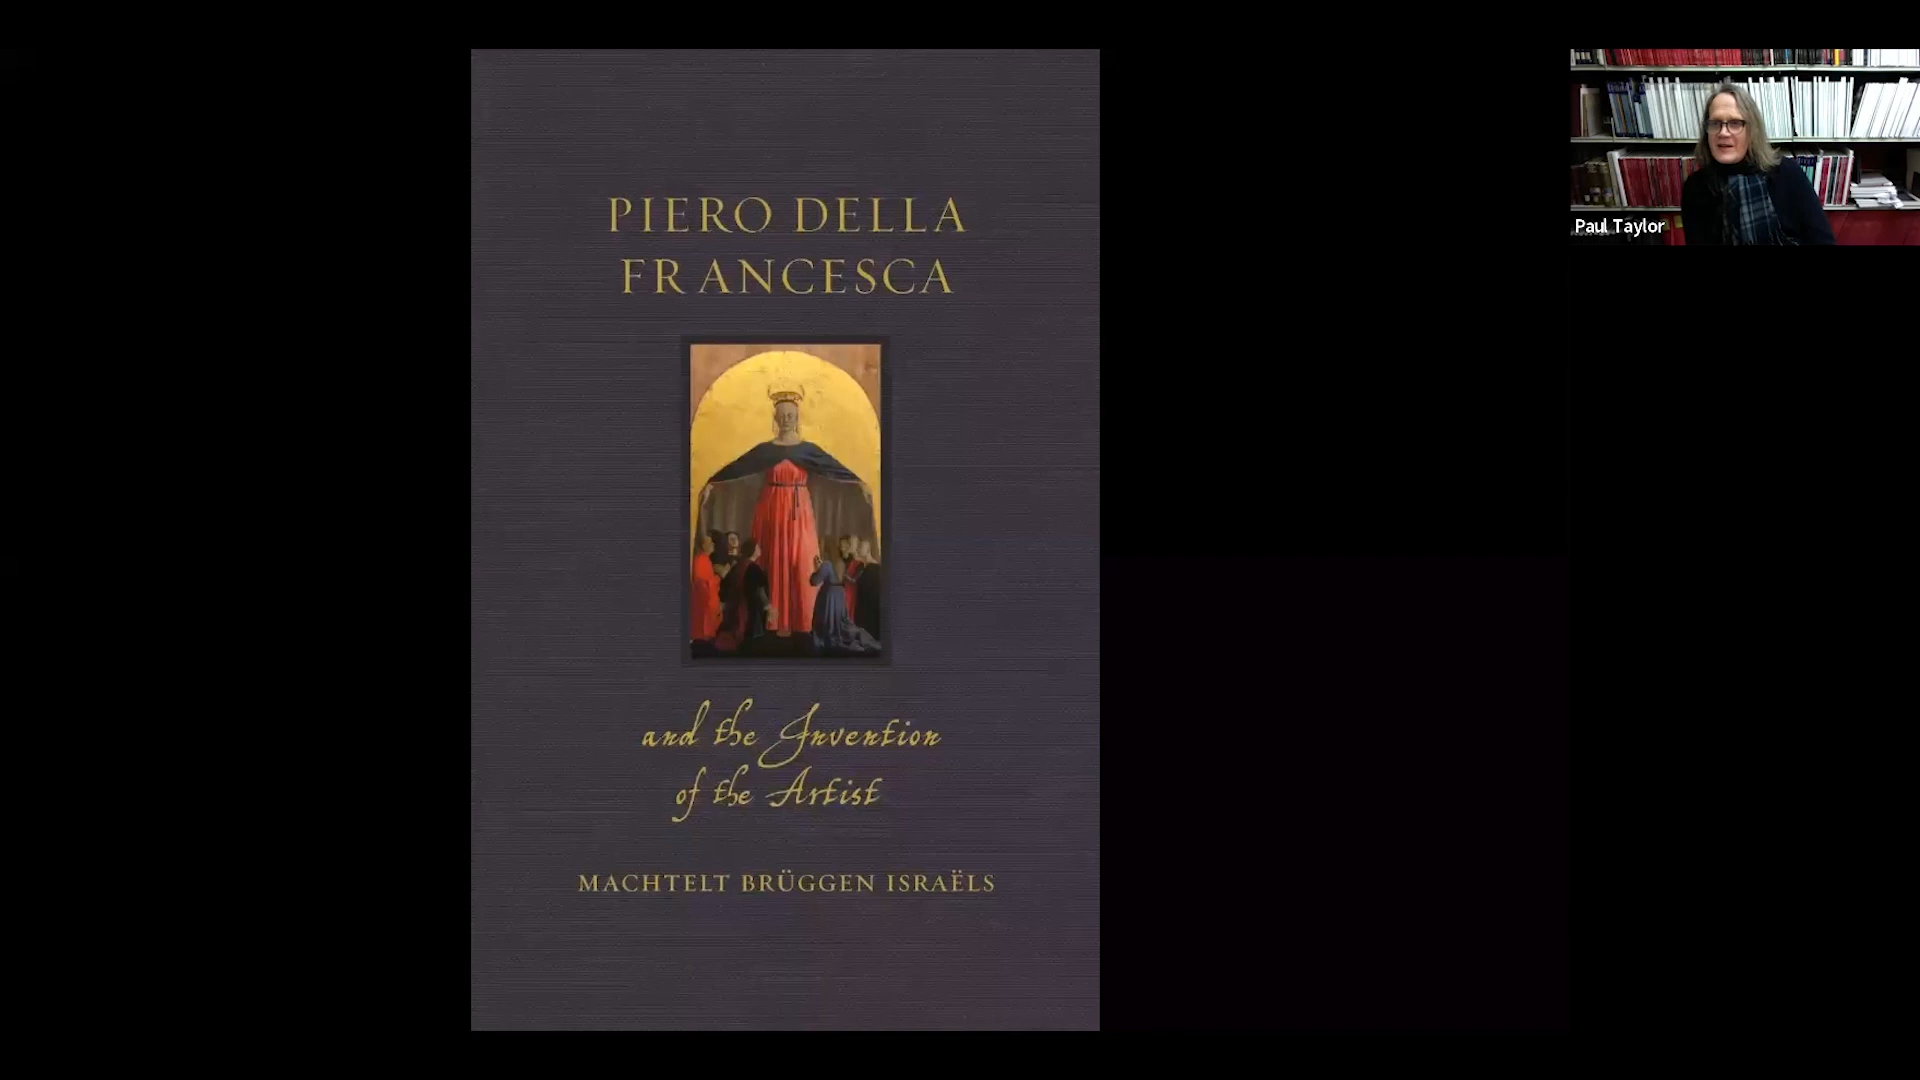 PIERO DELLA
FRANCESCA
and the Invention
of the Artist
MACHTELT BRÜGGEN ISRAËLS
Paul Taylor